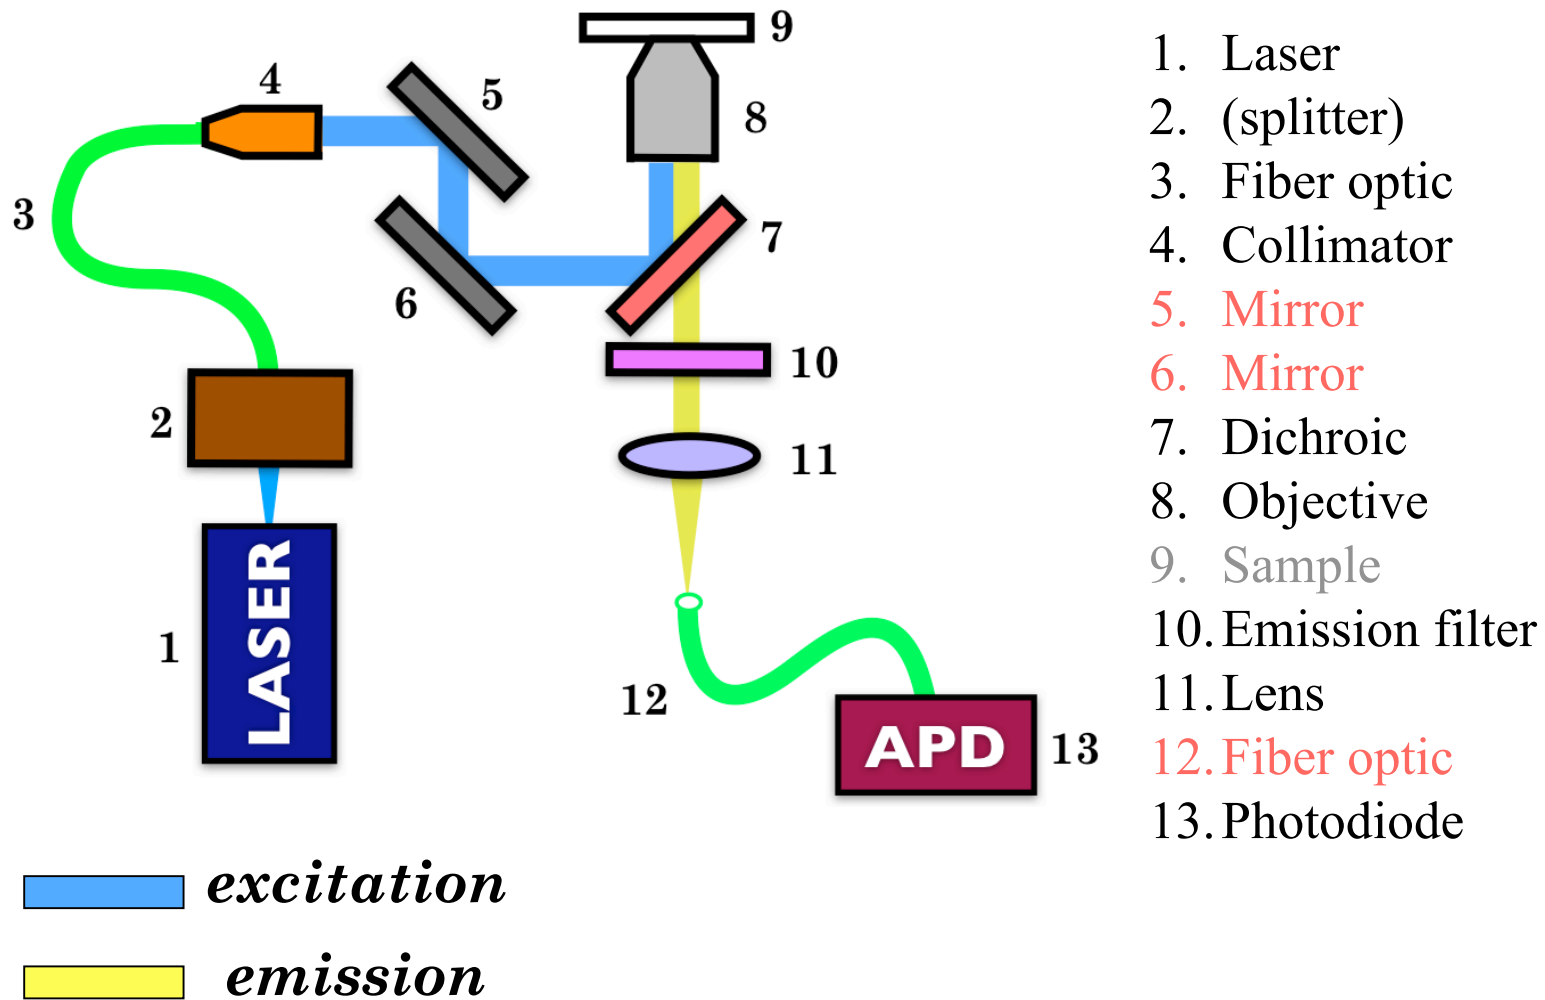 9
4
5
8
3
7
6
10
2
11
LASER
1
12
APD
13
excitation
emission
1. Laser
2. (splitter)
3. Fiber optic
4. Collimator
5. Mirror
6. Mirror
7. Dichroic
8. Objective
9. Sample
10. Emission filter
11. Lens
12. Fiber optic
13. Photodiode